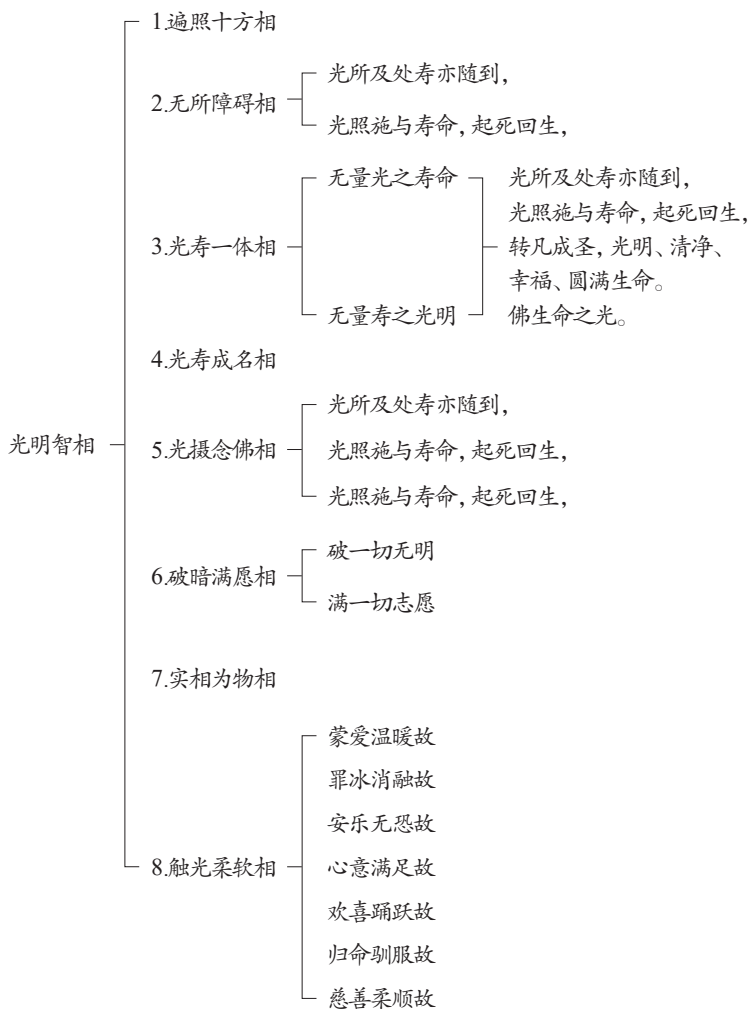 1.遍照十方相
光所及处寿亦随到，
2.无所障碍相
光照施与寿命，起死回生，
无量光之寿命
光所及处寿亦随到，
光照施与寿命，起死回生，
3.光寿一体相
转凡成圣，光明、清净、
幸福、圆满生命。
无量寿之光明
佛生命之光。
4.光寿成名相
光所及处寿亦随到，
光明智相
5.光摄念佛相
光照施与寿命，起死回生，
光照施与寿命，起死回生，
破一切无明
6.破暗满愿相
满一切志愿
7.实相为物相
蒙爱温暖故
罪冰消融故
安乐无恐故
8.触光柔软相
心意满足故
欢喜踊跃故
归命驯服故
慈善柔顺故